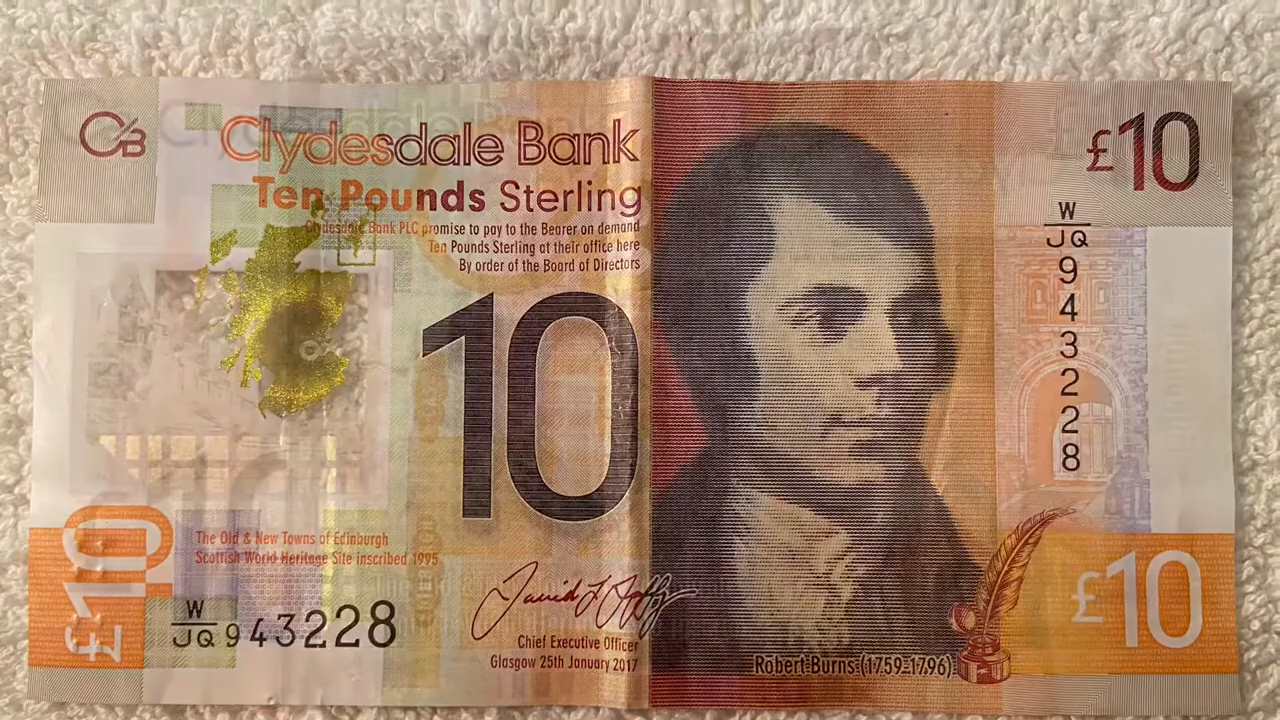 CB
Clydesdale Bank
Ten Pounds Sterling
Clydesdale Bank PLC promise to pay to the Bearer on demand
Ten Pounds Sterling at their office here
By order of the Board of Directors
10
£10
The Old & New Towns of Edinburgh
Scottish World Heritage Site inscribed 1995
W
JQ 943228
Chief Executive Officer
Glasgow 25th January 2017
£10
W
JQ
9
4
3
2
2
8
Robert Burns (1759-1796)
£10